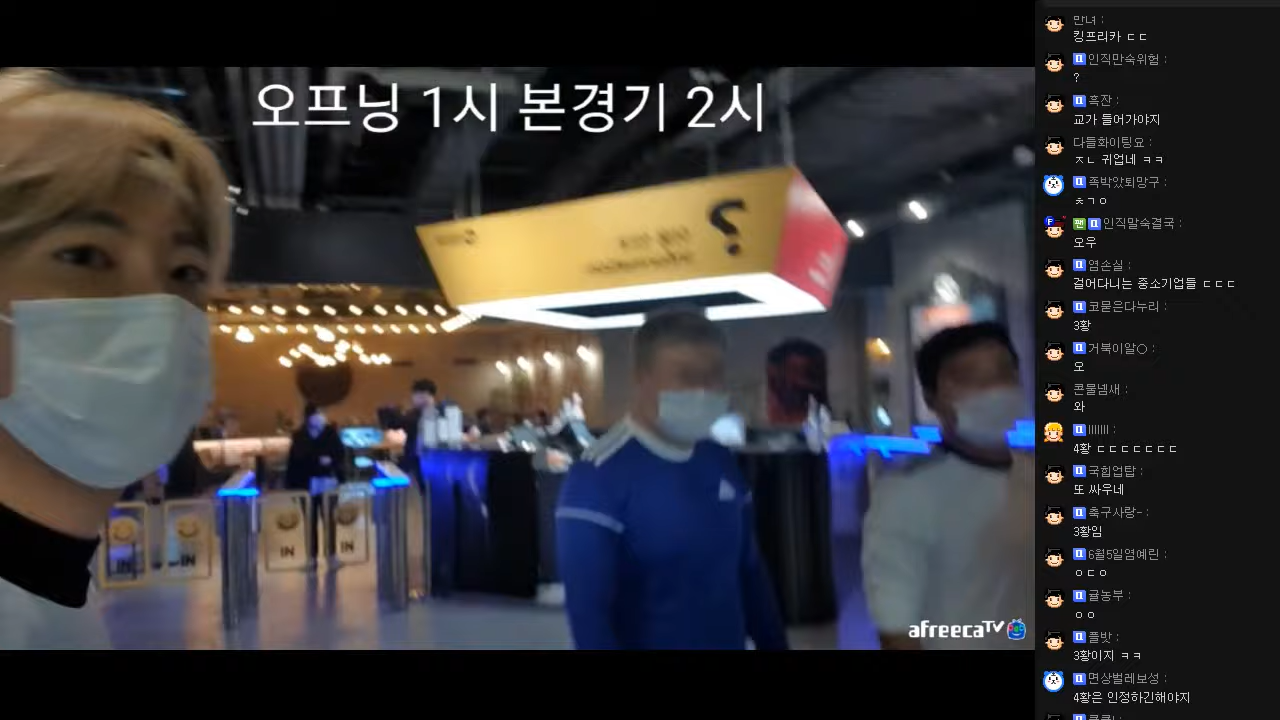 오프닝 1시 본경기 2시
?
IN
IN
IN
IN
afreecaTV
만녀 :
킹프리카 ㄷㄷ
인직만숙위험 :
?
흑잔 :
교가 들어가야지
다들화이팅요 :
ㅈㄴ 귀업네 ㅋㅋ
족박았퇴망구 :
ㅊㄱㅇ
팬 인직말숙결국 :
오우
염손실 :
걸어다니는 중소기업들 ㄷㄷㄷ
코물은다누리 :
3황
거북이알○ :
오
콘물넴새 :
와
lllllll :
4황 ㄷㄷㄷㄷㄷㄷㄷ
국힙업탑 :
또 싸우네
축구사랑- :
3황임
6월5일염예린 :
ㅇㄷㅇ
귤농부 :
ㅇㅇ
플밧 :
3황이지 ㅋㅋ
면상벌레보성 :
4황은 인정하긴해야지